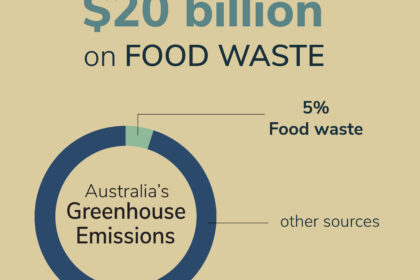 $20 billion
on FOOD WASTE
5%
Food waste
Australia's
Greenhouse
Emissions
other sources